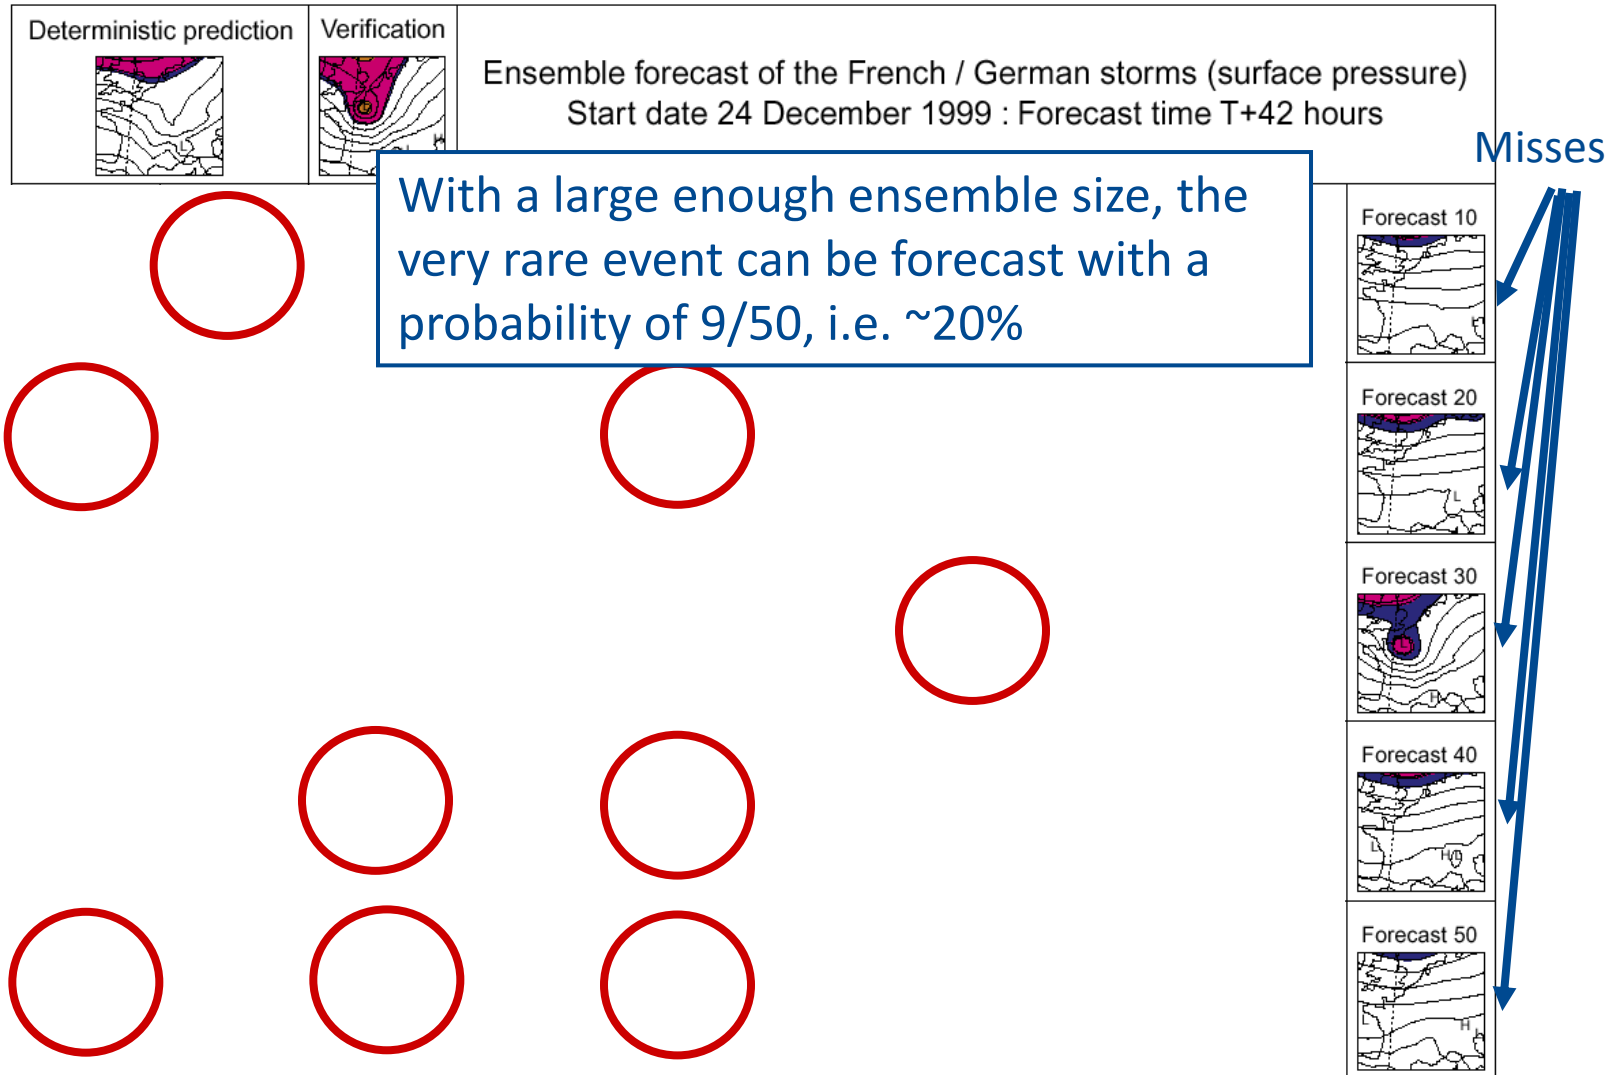 Deterministic prediction
Verification
Ensemble forecast of the French / German storms (surface pressure)
Start date 24 December 1999 : Forecast time T+42 hours
Misses
With a large enough ensemble size, the
very rare event can be forecast with a
probability of 9/50, i.e. ~20%
Forecast 10
Forecast 20
L
Forecast 30
L
H
Forecast 40
L
H
Forecast 50
L
H